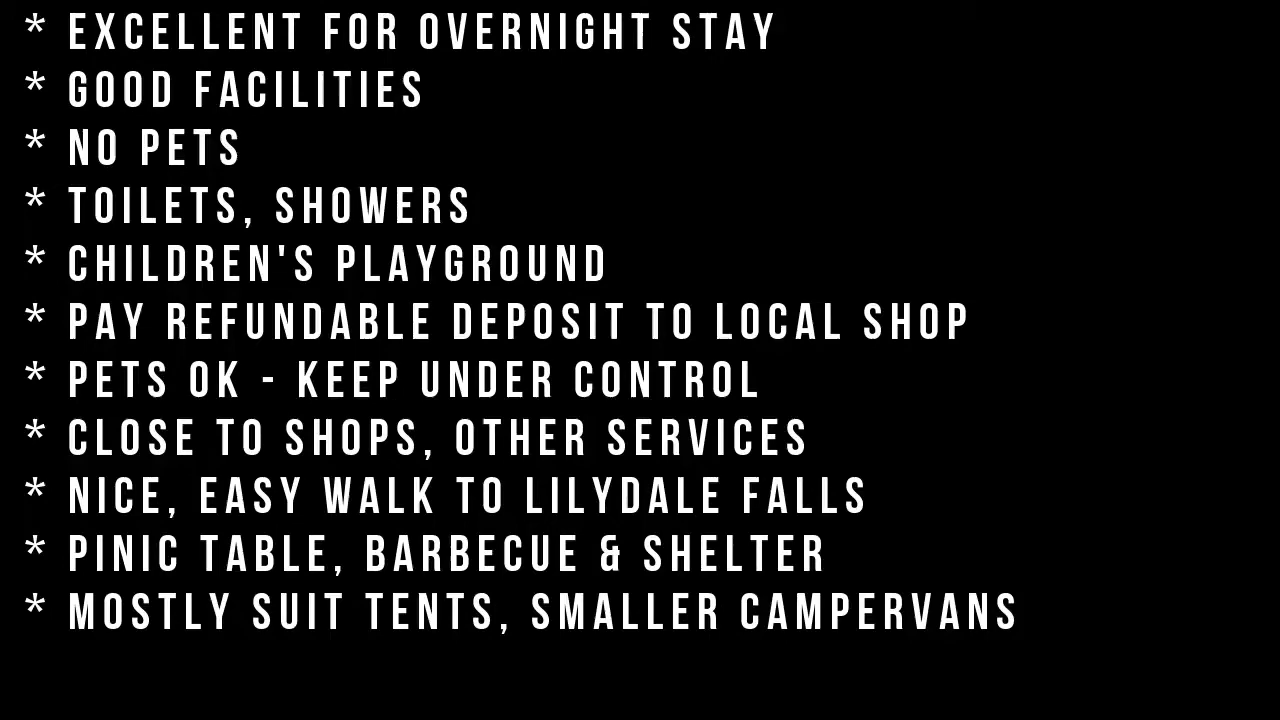 * EXCELLENT FOR OVERNIGHT STAY
* GOOD FACILITIES
* NO PETS
* TOILETS, SHOWERS
* CHILDREN'S PLAYGROUND
* PAY REFUNDABLE DEPOSIT TO LOCAL SHOP
* PETS OK - KEEP UNDER CONTROL
* CLOSE TO SHOPS, OTHER SERVICES
* NICE, EASY WALK TO LILYDALE FALLS
* PINIC TABLE, BARBECUE & SHELTER
* MOSTLY SUIT TENTS, SMALLER CAMPERVANS